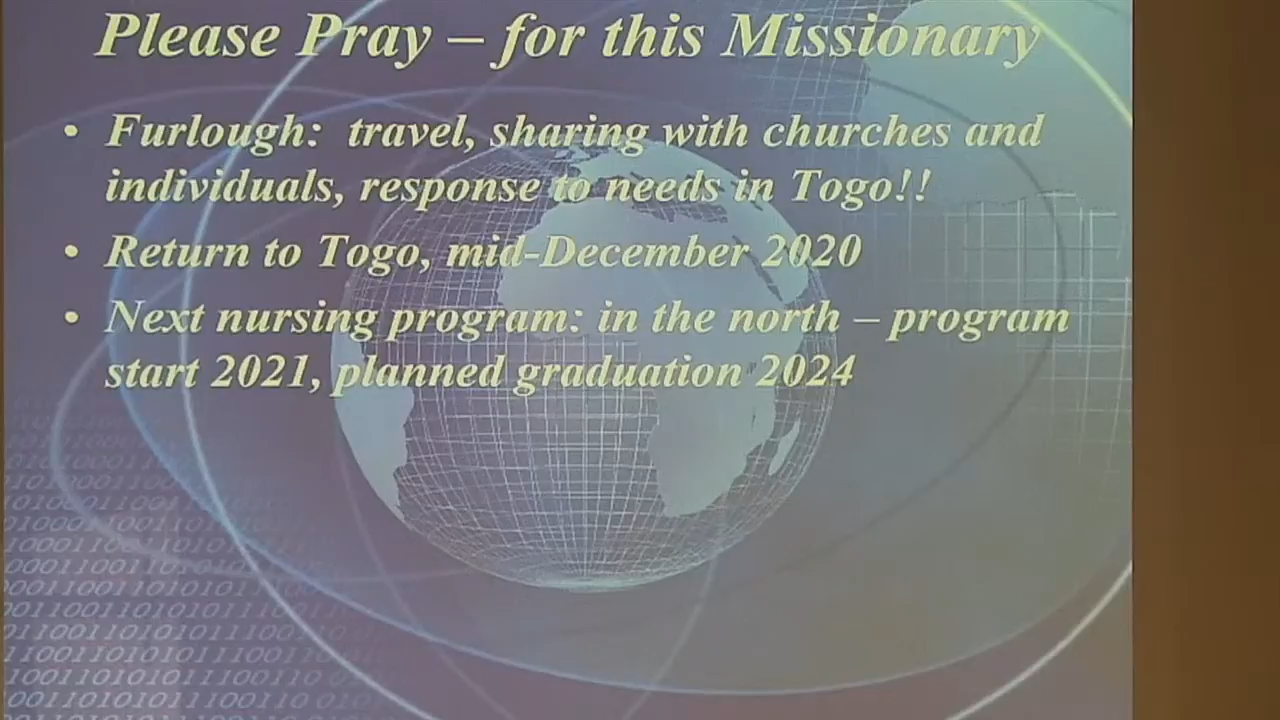 Please Pray – for this Missionary
• Furlough: travel, sharing with churches and
individuals, response to needs in Togo!!
• Return to Togo, mid-December 2020
• Next nursing program: in the north – program
start 2021, planned graduation 2024